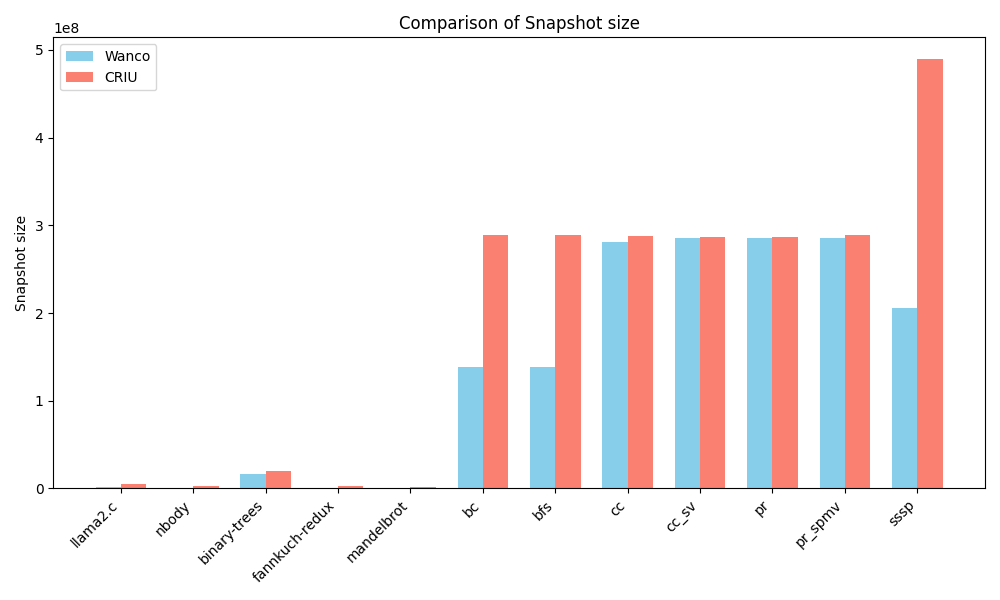 Comparison of Snapshot size
1e8
Wanco
CRIU
5
4
3
2
1
0
Snapshot size
llama2.c
nbody
binary-trees
fannkuch-redux
mandelbrot
bc
bfs
cc
cc_sv
pr
pr_spmv
sssp